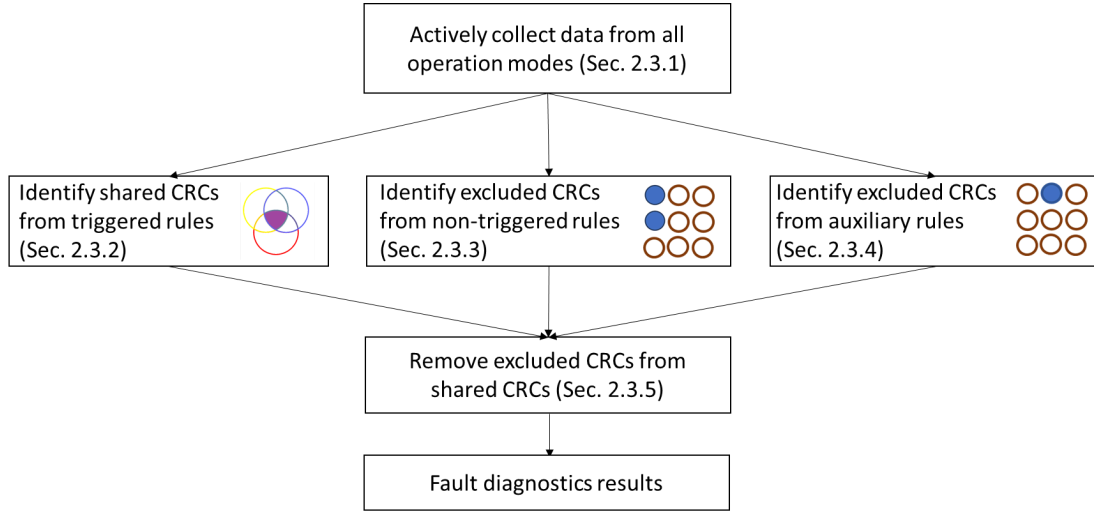 Actively collect data from all
operation modes (Sec. 2.3.1)
Identify shared CRCs
from triggered rules
(Sec. 2.3.2)
Identify excluded CRCs
from non-triggered rules
(Sec. 2.3.3)
Identify excluded CRCs
from auxiliary rules
(Sec. 2.3.4)
Remove excluded CRCs from
shared CRCs (Sec. 2.3.5)
Fault diagnostics results